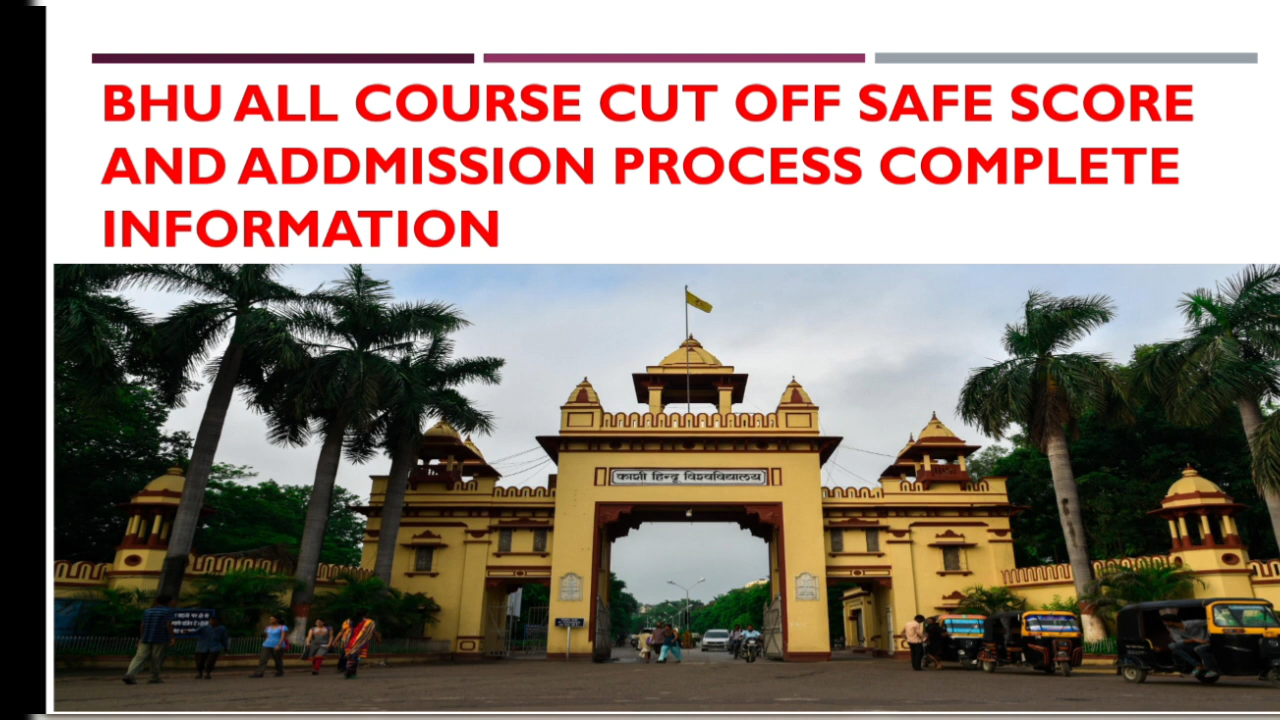 BHU ALL COURSE CUT OFF SAFE SCORE
AND ADDMISSION PROCESS COMPLETE
INFORMATION
काशी हिन्दू विश्वविद्यालय